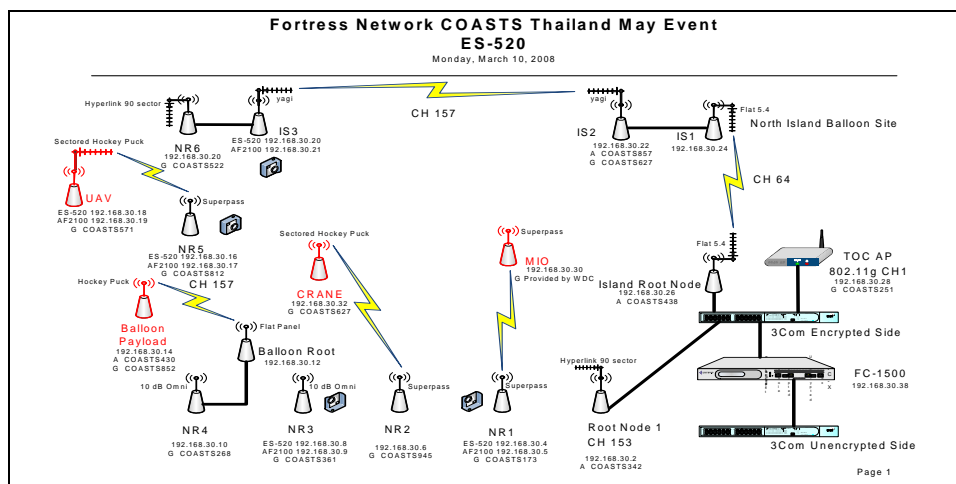 Fortress Network COASTS Thailand May Event
ES-520
Monday, March 10, 2008
Hyperlink 90 sector
yagi
CH 157
yagi
Flat 5.4
North Island Balloon Site
NR6
192.168.30.20
G COASTS522
IS3
ES-520 192.168.30.20
AF2100 192.168.30.21
IS2
192.168.30.22
A COASTS857
G COASTS627
IS1
192.168.30.24
CH 64
Sectored Hockey Puck
UAV
ES-520 192.168.30.18
AF2100 192.168.30.19
G COASTS571
Superpass
NR5
ES-520 192.168.30.16
AF2100 192.168.30.17
G COASTS812
CH 157
Sectored Hockey Puck
CRANE
192.168.30.32
G COASTS627
Superpass
MIO
192.168.30.30
G Provided by WDC
Flat 5.4
Island Root Node
192.168.30.26
A COASTS438
TOC AP
802.11g CH1
192.168.30.28
G COASTS251
3Com Encrypted Side
Hockey Puck
Balloon
Payload
192.168.30.14
A COASTS430
G COASTS852
Flat Panel
Balloon Root
192.168.30.12
FC-1500
192.168.30.38
10 dB Omni
NR4
192.168.30.10
G COASTS268
10 dB Omni
NR3
ES-520 192.168.30.8
AF2100 192.168.30.9
G COASTS361
Superpass
NR2
192.168.30.6
G COASTS945
Superpass
NR1
ES-520 192.168.30.4
AF2100 192.168.30.5
G COASTS173
Hyperlink 90 sector
Root Node 1
CH 153
192.168.30.2
A COASTS342
3Com Unencrypted Side
Page 1